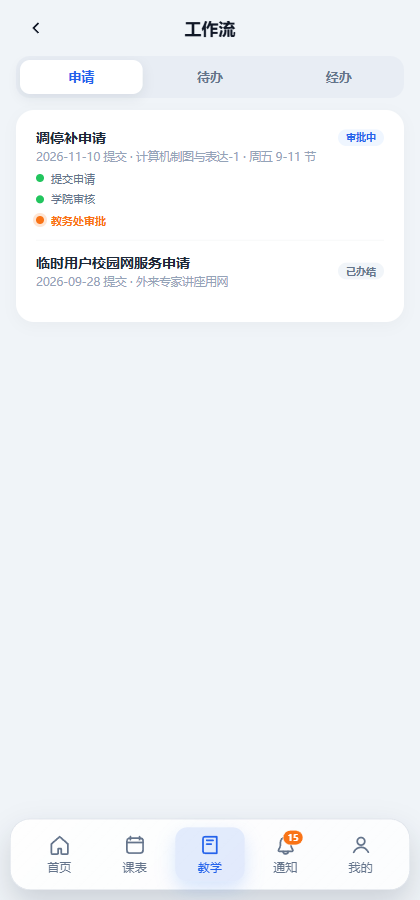 工作流
申请
待办
经办
调停补申请
审批中
2026-11-10 提交 · 计算机制图与表达-1 · 周五 9-11 节
提交申请
学院审核
教务处审批
临时用户校园网服务申请
已办结
2026-09-28 提交 · 外来专家讲座用网
15
首页
课表
教学
通知
我的